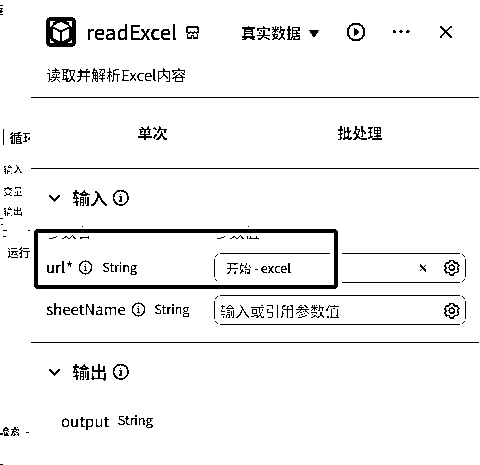 readExcel 真实数据
读取并解析Excel内容
单次 批处理
循环
输入
变量
输出
运行
输入
url* String 开始 - excel
sheetName String 输入或引用参数值
输出
output String